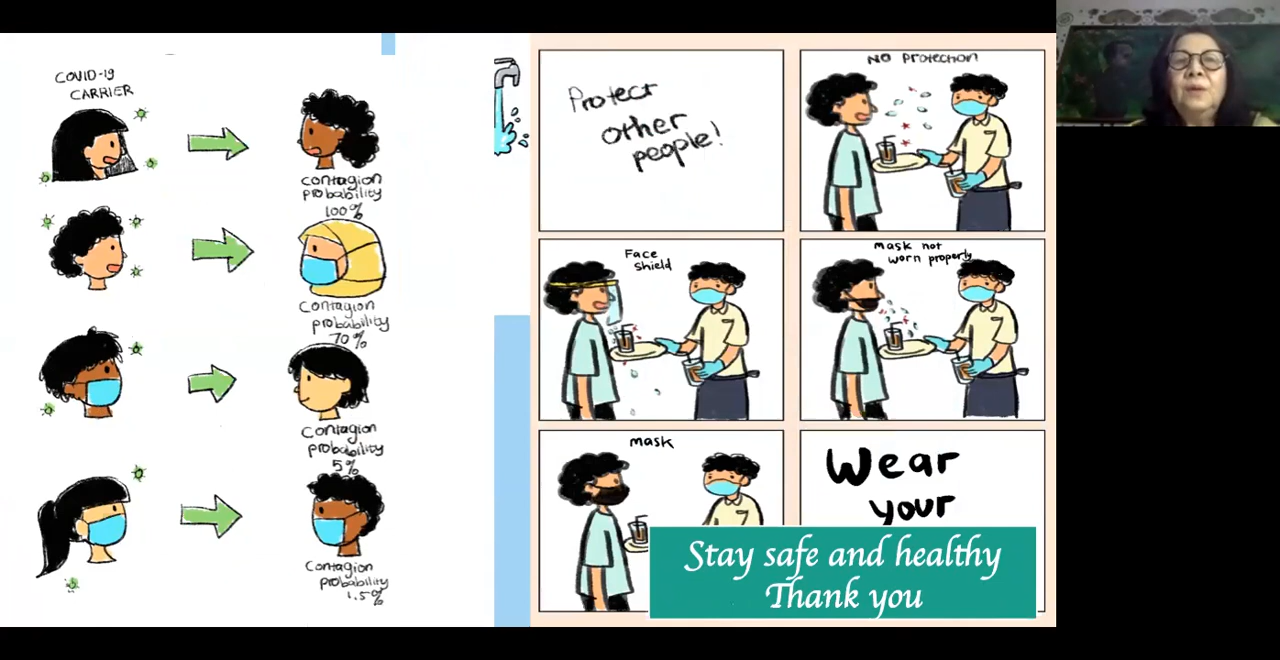 COVID-19
CARRIER
Contagion
probability
100%
Contagion
probability
70%
Contagion
probability
5%
Contagion
probability
1.5%
Protect
other
people!
No protection
Face
Shield
mask not
worn properly
mask
Wear
your
Stay safe and healthy
Thank you